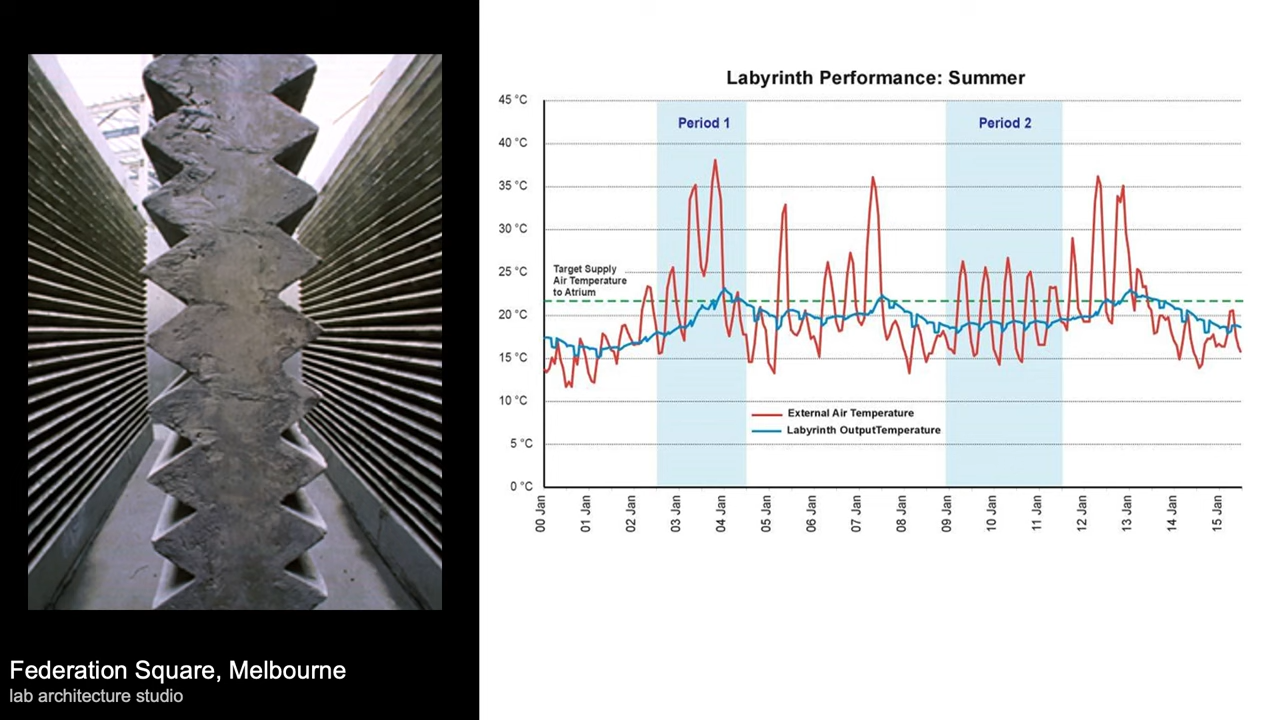 Labyrinth Performance: Summer
45 °C
40 °C
35 °C
30 °C
25 °C
20 °C
15 °C
10 °C
5 °C
0 °C
Period 1
Period 2
Target Supply
Air Temperature
to Atrium
External Air Temperature
Labyrinth OutputTemperature
00 Jan
01 Jan
02 Jan
03 Jan
04 Jan
05 Jan
06 Jan
07 Jan
08 Jan
09 Jan
10 Jan
11 Jan
12 Jan
13 Jan
14 Jan
15 Jan
Federation Square, Melbourne
lab architecture studio